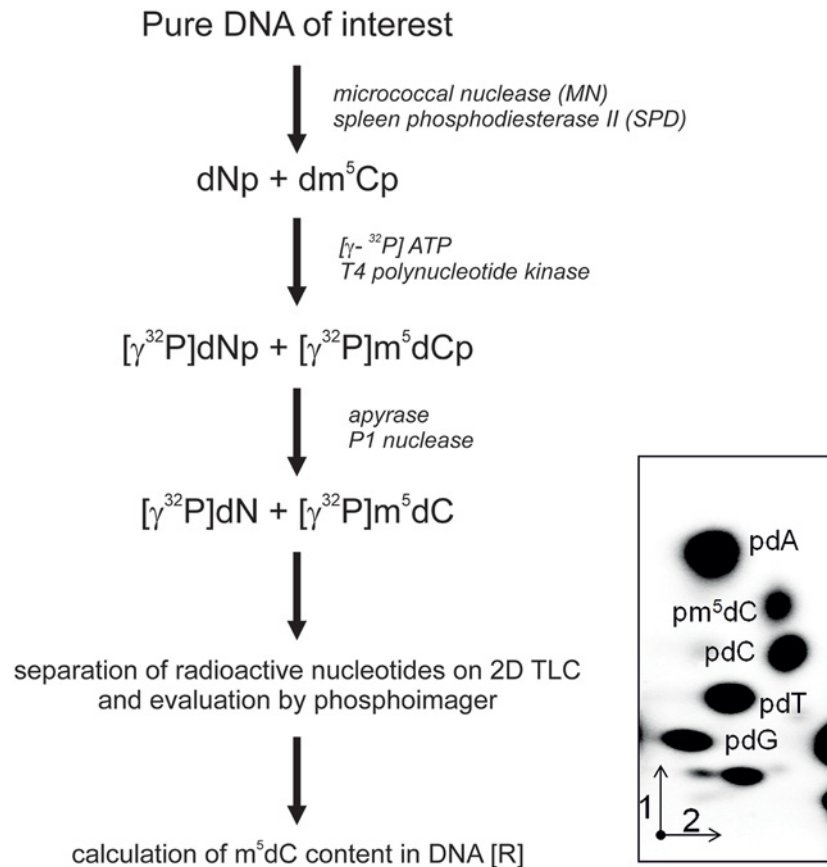 Pure DNA of interest
micrococcal nuclease (MN)
spleen phosphodiesterase II (SPD)
dNp + dm⁵Cp
[γ- ³²P] ATP
T4 polynucleotide kinase
[γ³²P]dNp + [γ³²P]m⁵dCp
apyrase
P1 nuclease
[γ³²P]dN + [γ³²P]m⁵dC
separation of radioactive nucleotides on 2D TLC
and evaluation by phosphoimager
calculation of m⁵dC content in DNA [R]
pdA
pm⁵dC
pdC
pdT
pdG
1
2